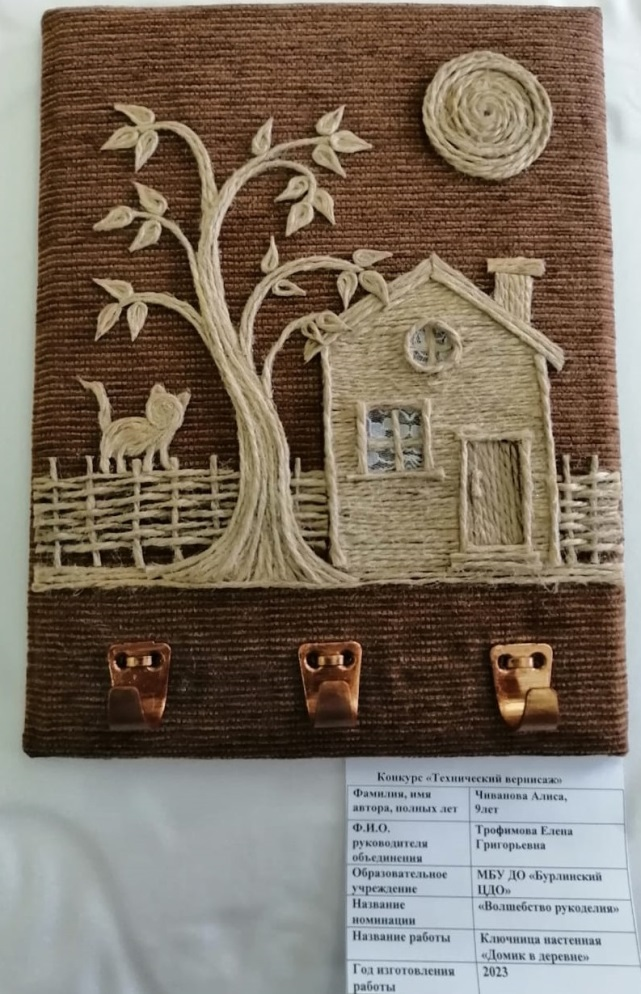 Конкурс «Технический вернисаж»
Фамилия, имя
автора, полных лет
Чиванова Алиса,
9лет
Ф.И.О.
руководителя
объединения
Трофимова Елена
Григорьевна
Образовательное
учреждение
МБУ ДО «Бурлинский
ЦДО»
Название
номинации
«Волшебство рукоделия»
Название работы
Ключница настенная
«Домик в деревне»
Год изготовления
работы
2023